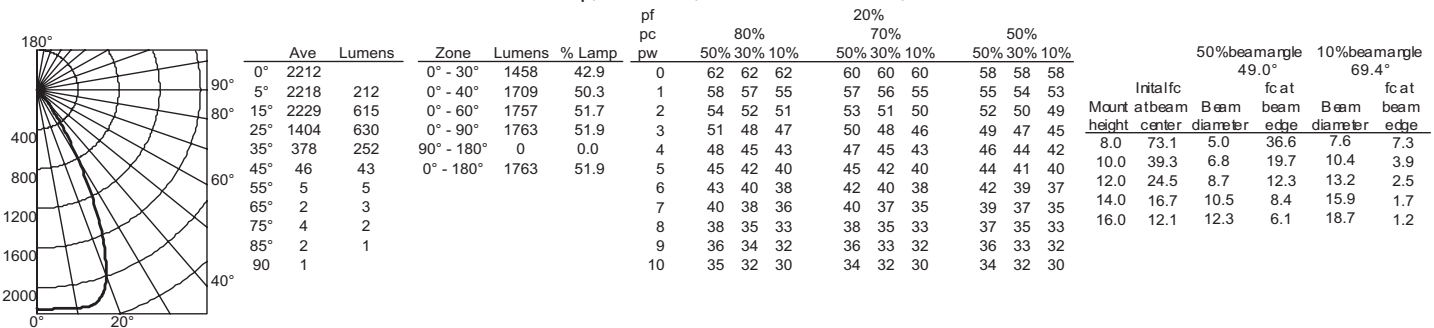 180°
90°
80°
60°
40°
20°
0°
400
800
1200
1600
2000
Ave Lumens
0° 2212
5° 2218 212
15° 2229 615
25° 1404 630
35° 378 252
45° 46 43
55° 5 5
65° 2 3
75° 4 2
85° 2 1
90 1
Zone Lumens % Lamp
0° - 30° 1458 42.9
0° - 40° 1709 50.3
0° - 60° 1757 51.7
0° - 90° 1763 51.9
90° - 180° 0 0.0
0° - 180° 1763 51.9
pf 20%
pc 80% 70% 50%
pw 50% 30% 10% 50% 30% 10% 50% 30% 10%
0 62 62 62 60 60 60 58 58 58
1 58 57 55 57 56 55 55 54 53
2 54 52 51 53 51 50 52 50 49
3 51 48 47 50 48 46 49 47 45
4 48 45 43 47 45 43 46 44 42
5 45 42 40 45 42 40 44 41 40
6 43 40 38 42 40 38 42 39 37
7 40 38 36 40 37 35 39 37 35
8 38 35 33 38 35 33 37 35 33
9 36 34 32 36 33 32 36 33 32
10 35 32 30 34 32 30 34 32 30
50% beam angle 10% beam angle
49.0° 69.4°
Inital fc fc at fc at
Mount at beam Beam beam Beam beam
height center diameter edge diameter edge
8.0 73.1 5.0 36.6 7.6 7.3
10.0 39.3 6.8 19.7 10.4 3.9
12.0 24.5 8.7 12.3 13.2 2.5
14.0 16.7 10.5 8.4 15.9 1.7
16.0 12.1 12.3 6.1 18.7 1.2